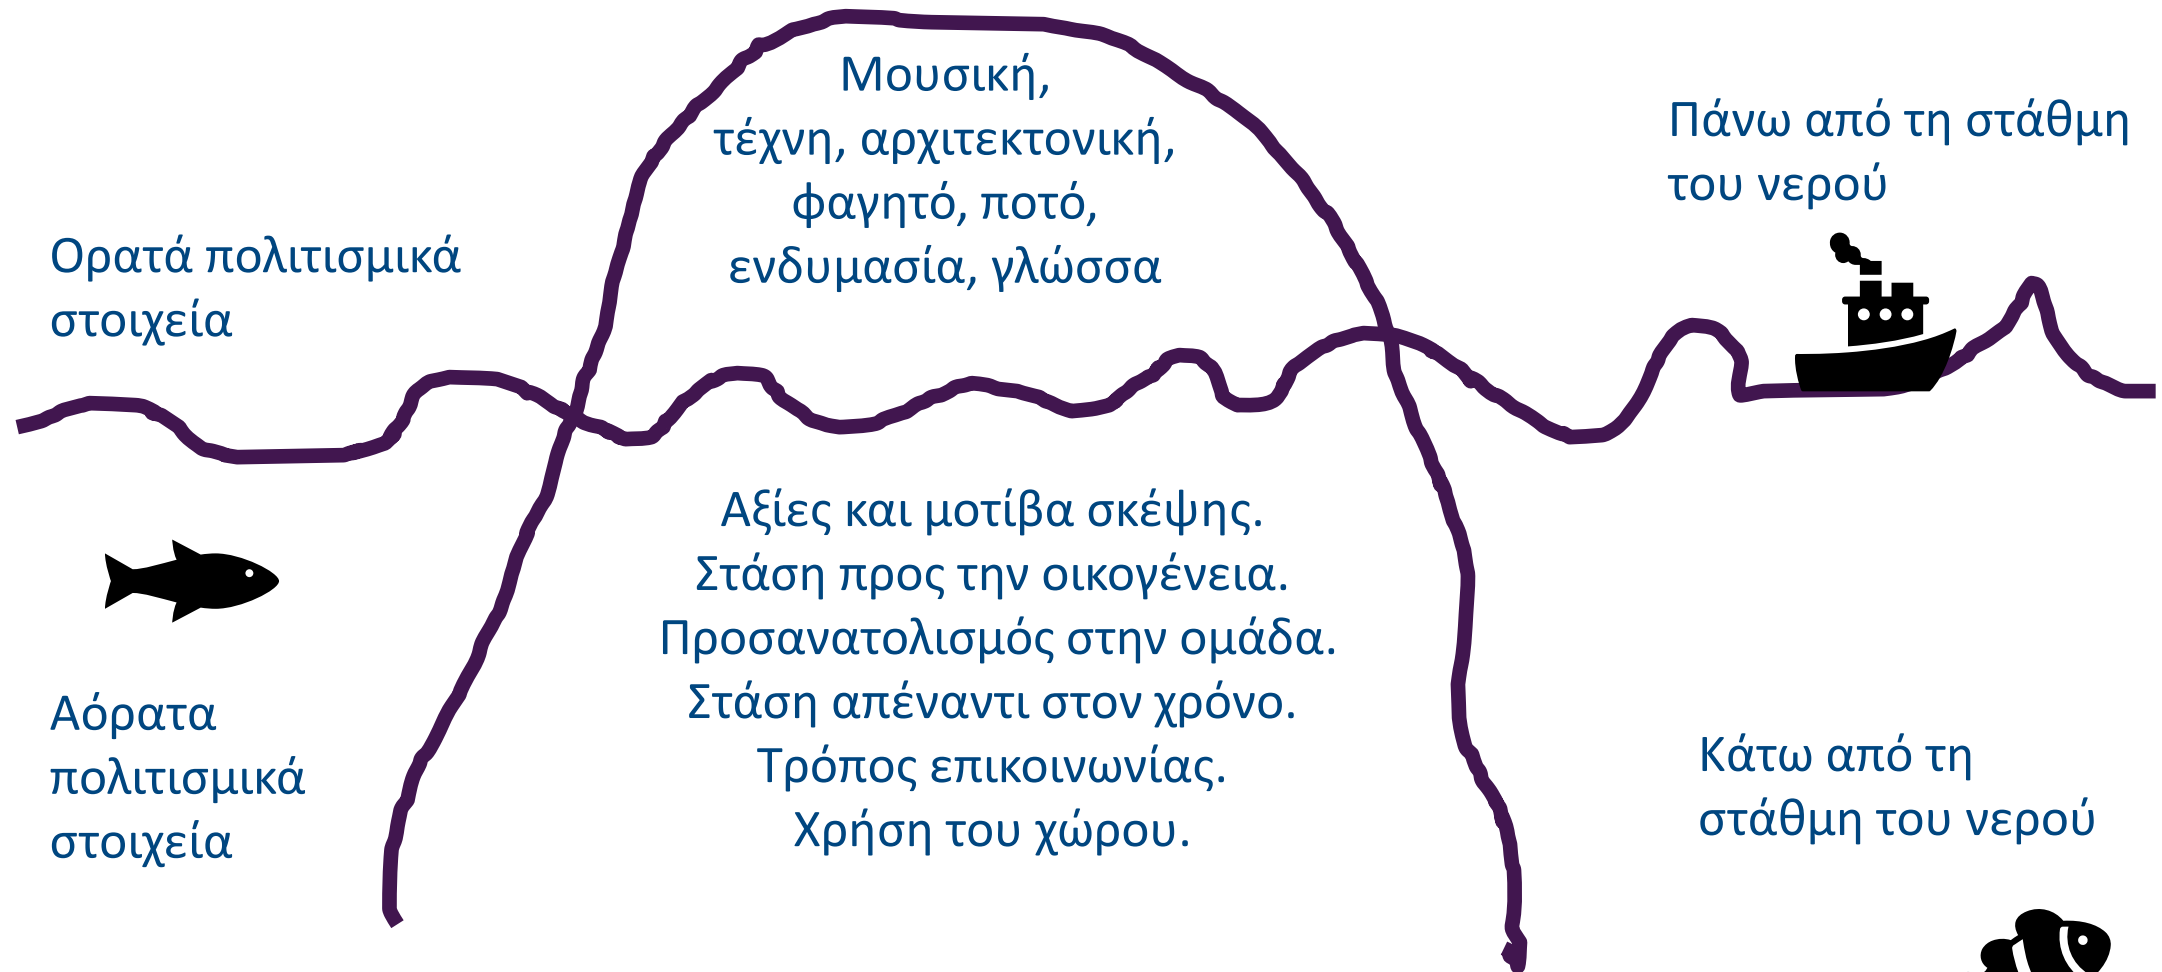 Μουσική,
τέχνη, αρχιτεκτονική,
φαγητό, ποτό,
ενδυμασία, γλώσσα
Πάνω από τη στάθμη
του νερού
Ορατά πολιτισμικά
στοιχεία
Αξίες και μοτίβα σκέψης.
Στάση προς την οικογένεια.
Προσανατολισμός στην ομάδα.
Στάση απέναντι στον χρόνο.
Τρόπος επικοινωνίας.
Χρήση του χώρου.
Αόρατα
πολιτισμικά
στοιχεία
Κάτω από τη
στάθμη του νερού